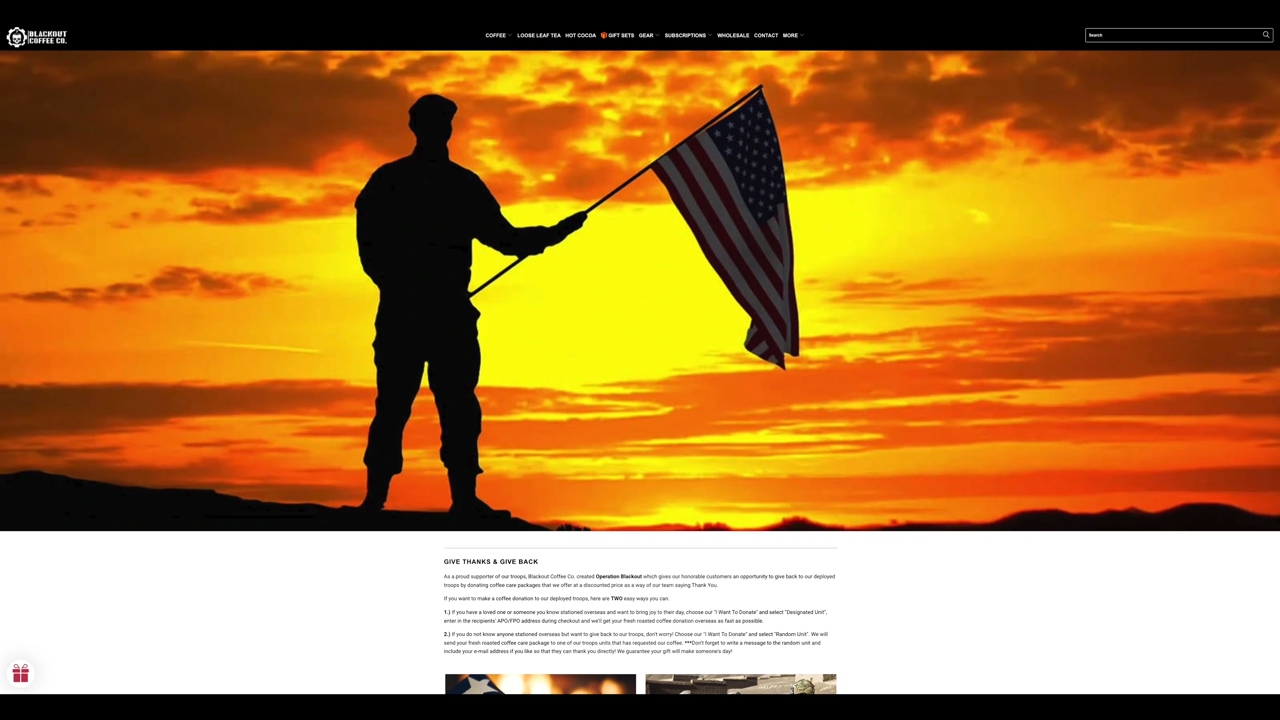 BLACKOUT
COFFEE CO.
COFFEE LOOSE LEAF TEA HOT COCOA GIFT SETS GEAR SUBSCRIPTIONS WHOLESALE CONTACT MORE
Search
GIVE THANKS & GIVE BACK
As a proud supporter of our troops, Blackout Coffee Co. created Operation Blackout which gives our honorable customers an opportunity to give back to our deployed
troops by donating coffee care packages that we offer at a discounted price as a way of our team saying Thank You.
If you want to make a coffee donation to our deployed troops, here are TWO easy ways you can:
1.) If you have a loved one or someone you know stationed overseas and want to bring joy to their day, choose our "I Want To Donate" and select "Designated Unit",
enter in the recipients' APO/FPO address during checkout and we'll get your fresh roasted coffee donation overseas as fast as possible.
2.) If you do not know anyone stationed overseas but want to give back to our troops, don't worry! Choose our "I Want To Donate" and select "Random Unit". We will
send your fresh roasted coffee care package to one of our troops units that has requested our coffee. ***Don't forget to write a message to the random unit and
include your e-mail address if you like so that they can thank you directly! We guarantee your gift will make someone's day!